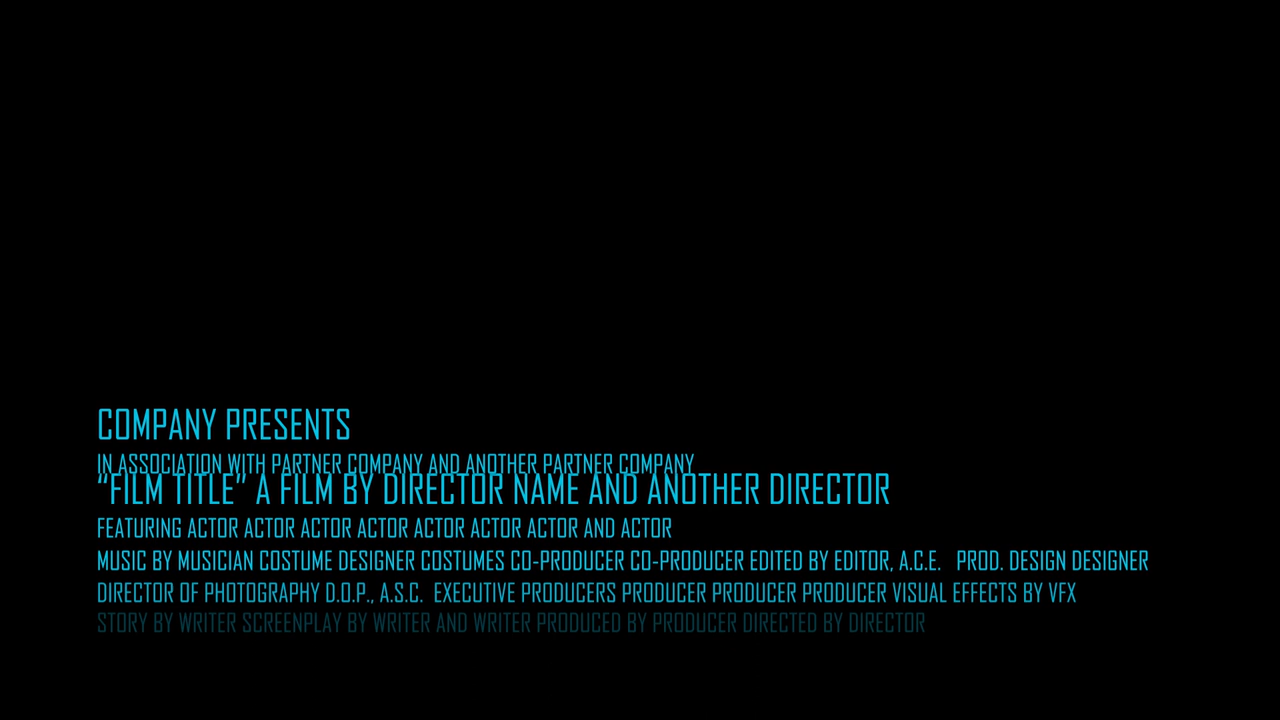 COMPANY PRESENTS
IN ASSOCIATION WITH PARTNER COMPANY AND ANOTHER PARTNER COMPANY
“FILM TITLE” A FILM BY DIRECTOR NAME AND ANOTHER DIRECTOR
FEATURING ACTOR ACTOR ACTOR ACTOR ACTOR ACTOR ACTOR AND ACTOR
MUSIC BY MUSICIAN COSTUME DESIGNER COSTUMES CO-PRODUCER CO-PRODUCER EDITED BY EDITOR, A.C.E. PROD. DESIGN DESIGNER
DIRECTOR OF PHOTOGRAPHY D.O.P., A.S.C. EXECUTIVE PRODUCERS PRODUCER PRODUCER PRODUCER VISUAL EFFECTS BY VFX
STORY BY WRITER SCREENPLAY BY WRITER AND WRITER PRODUCED BY PRODUCER DIRECTED BY DIRECTOR